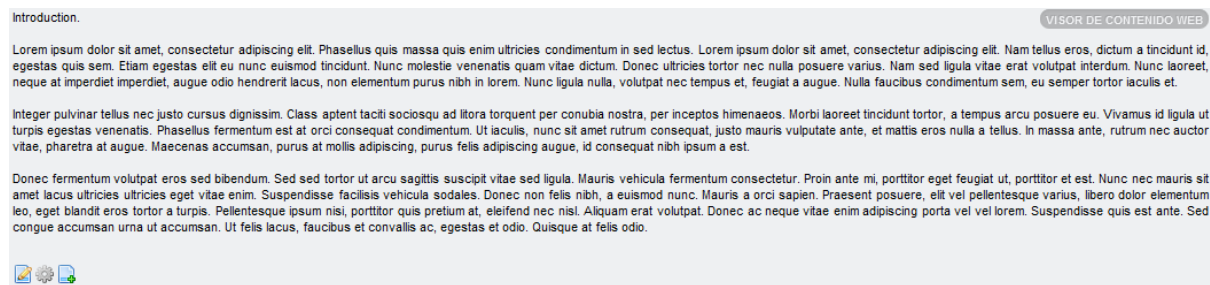 Introduction.
VISOR DE CONTENIDO WEB
Lorem ipsum dolor sit amet, consectetur adipiscing elit. Phasellus quis massa quis enim ultricies condimentum in sed lectus. Lorem ipsum dolor sit amet, consectetur adipiscing elit. Nam tellus eros, dictum a tincidunt id,
egestas quis sem. Etiam egestas elit eu nunc euismod tincidunt. Nunc molestie venenatis quam vitae dictum. Donec ultricies tortor nec nulla posuere varius. Nam sed ligula vitae erat volutpat interdum. Nunc laoreet,
neque at imperdiet imperdiet, augue odio hendrerit lacus, non elementum purus nibh in lorem. Nunc ligula nulla, volutpat nec tempus et, feugiat a augue. Nulla faucibus condimentum sem, eu semper tortor iaculis et.
Integer pulvinar tellus nec justo cursus dignissim. Class aptent taciti sociosqu ad litora torquent per conubia nostra, per inceptos himenaeos. Morbi laoreet tincidunt tortor, a tempus arcu posuere eu. Vivamus id ligula ut
turpis egestas venenatis. Phasellus fermentum est at orci consequat condimentum. Ut iaculis, nunc sit amet rutrum consequat, justo mauris vulputate ante, et mattis eros nulla a tellus. In massa ante, rutrum nec auctor
vitae, pharetra at augue. Maecenas accumsan, purus at mollis adipiscing, purus felis adipiscing augue, id consequat nibh ipsum a est.
Donec fermentum volutpat eros sed bibendum. Sed sed tortor ut arcu sagittis suscipit vitae sed ligula. Mauris vehicula fermentum consectetur. Proin ante mi, porttitor eget feugiat ut, porttitor et est. Nunc nec mauris sit
amet lacus ultricies ultricies eget vitae enim. Suspendisse facilisis vehicula sodales. Donec non felis nibh, a euismod nunc. Mauris a orci sapien. Praesent posuere, elit vel pellentesque varius, libero dolor elementum
leo, eget blandit eros tortor a turpis. Pellentesque ipsum nisi, porttitor quis pretium at, eleifend nec nisl. Aliquam erat volutpat. Donec ac neque vitae enim adipiscing porta vel vel lorem. Suspendisse quis est ante. Sed
congue accumsan urna ut accumsan. Ut felis lacus, faucibus et convallis ac, egestas et odio. Quisque at felis odio.